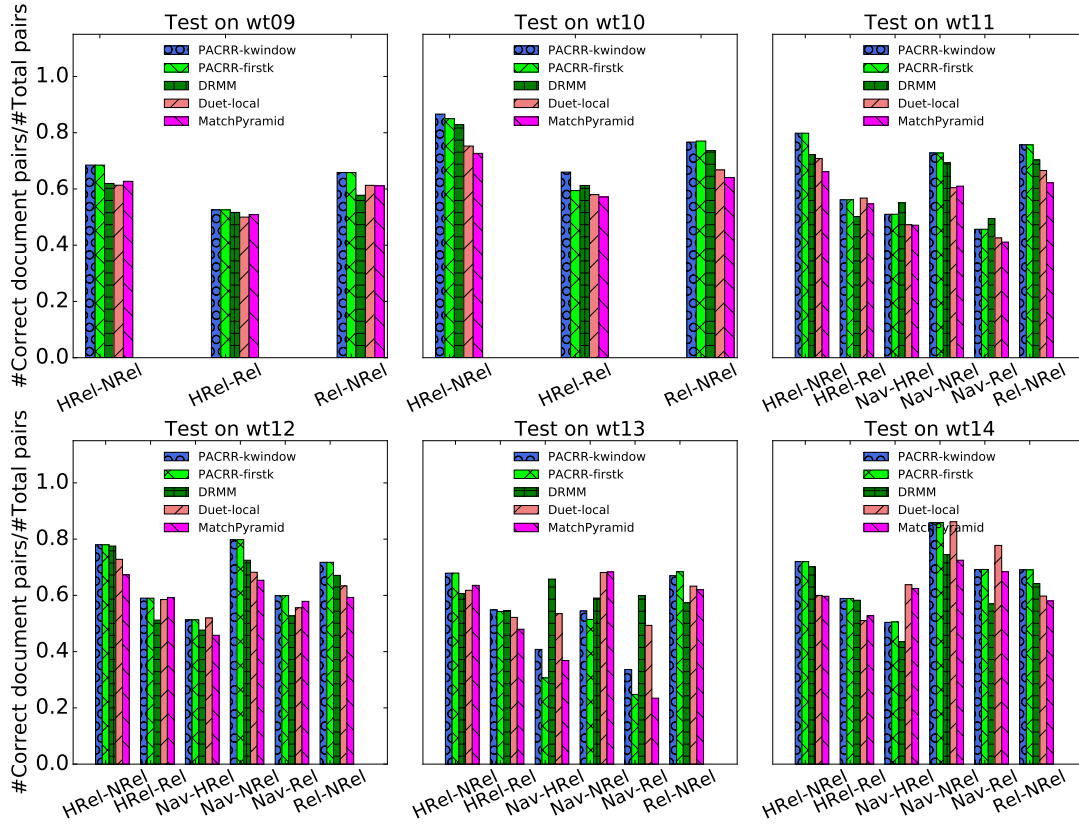 Test on wt09
PACRR-kwindow
PACRR-firstk
DRMM
Duet-local
MatchPyramid
#Correct document pairs/#Total pairs
1.0
0.8
0.6
0.4
0.2
0.0
HRel-NRel
HRel-Rel
Rel-NRel
Test on wt10
PACRR-kwindow
PACRR-firstk
DRMM
Duet-local
MatchPyramid
HRel-NRel
HRel-Rel
Rel-NRel
Test on wt11
PACRR-kwindow
PACRR-firstk
DRMM
Duet-local
MatchPyramid
HRel-NRel
HRel-Rel
Nav-HRel
Nav-NRel
Nav-Rel
Rel-NRel
Test on wt12
PACRR-kwindow
PACRR-firstk
DRMM
Duet-local
MatchPyramid
#Correct document pairs/#Total pairs
1.0
0.8
0.6
0.4
0.2
0.0
HRel-NRel
HRel-Rel
Nav-HRel
Nav-NRel
Nav-Rel
Rel-NRel
Test on wt13
PACRR-kwindow
PACRR-firstk
DRMM
Duet-local
MatchPyramid
HRel-NRel
HRel-Rel
Nav-HRel
Nav-NRel
Nav-Rel
Rel-NRel
Test on wt14
PACRR-kwindow
PACRR-firstk
DRMM
Duet-local
MatchPyramid
HRel-NRel
HRel-Rel
Nav-HRel
Nav-NRel
Nav-Rel
Rel-NRel